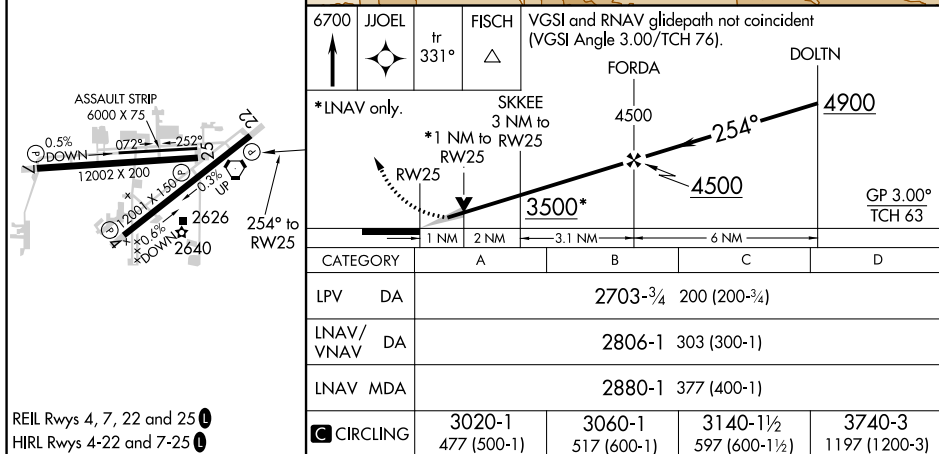 ASSAULT STRIP
6000 X 75
0.5%
DOWN
072°
252°
7
12002 X 200
25
22
P
P
P
P
12001 X 150
0.3%
UP
4
0.6%
DOWN
2626
2640
254° to
RW25
REIL Rwys 4, 7, 22 and 25 L
HIRL Rwys 4-22 and 7-25 L
6700
JJOEL
tr
331°
FISCH
VGSI and RNAV glidepath not coincident
(VGSI Angle 3.00/TCH 76).
*LNAV only.
SKKEE
3 NM to
RW25
*1 NM to
RW25
RW25
FORDA
4500
DOLTN
4900
254°
4500
3500*
GP 3.00°
TCH 63
1 NM 2 NM 3.1 NM 6 NM
CATEGORY A B C D
LPV DA 2703-¾ 200 (200-¾)
LNAV/
VNAV DA 2806-1 303 (300-1)
LNAV MDA 2880-1 377 (400-1)
C CIRCLING 3020-1 3060-1 3140-1½ 3740-3
477 (500-1) 517 (600-1) 597 (600-1½) 1197 (1200-3)